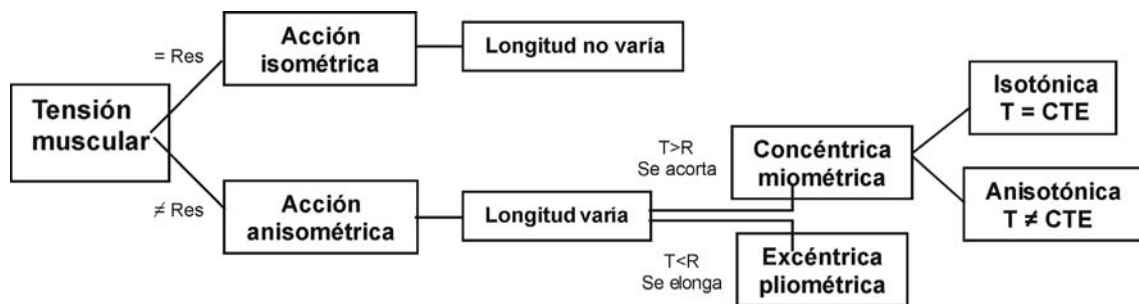 Tensión
muscular
= Res
Acción
isométrica
Longitud no varía
≠ Res
Acción
anisométrica
Longitud varía
T>R
Se acorta
Concéntrica
miométrica
Isotónica
T = CTE
Anisotónica
T ≠ CTE
T<R
Se elonga
Excéntrica
pliométrica